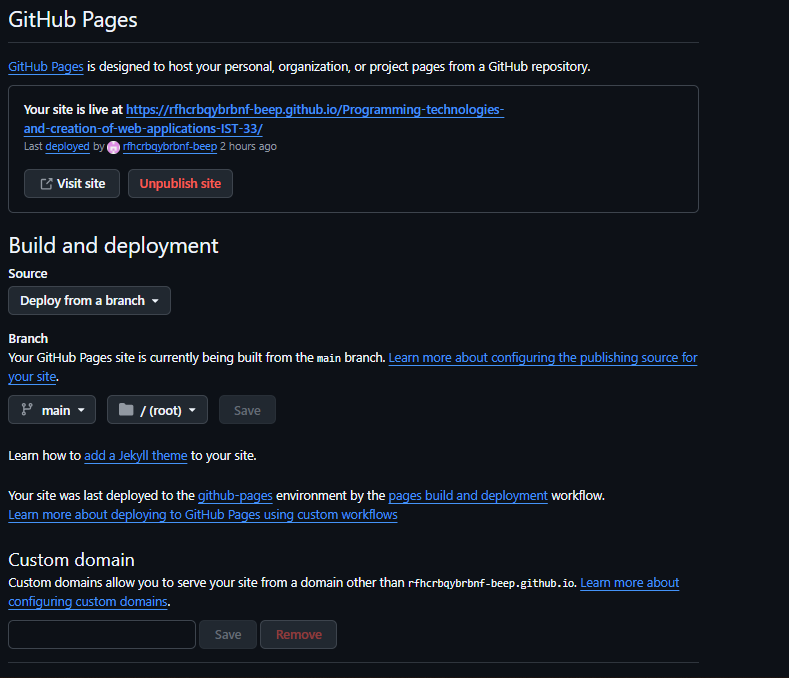 GitHub Pages
GitHub Pages is designed to host your personal, organization, or project pages from a GitHub repository.
Your site is live at https://rfhcrbqybrbnf-beep.github.io/Programming-technologies-
and-creation-of-web-applications-IST-33/
Last deployed by rfhcrbqybrbnf-beep 2 hours ago
Visit site Unpublish site
Build and deployment
Source
Deploy from a branch
Branch
Your GitHub Pages site is currently being built from the main branch. Learn more about configuring the publishing source for
your site.
main / (root) Save
Learn how to add a Jekyll theme to your site.
Your site was last deployed to the github-pages environment by the pages build and deployment workflow.
Learn more about deploying to GitHub Pages using custom workflows
Custom domain
Custom domains allow you to serve your site from a domain other than rfhcrbqybrbnf-beep.github.io. Learn more about
configuring custom domains.
Save Remove